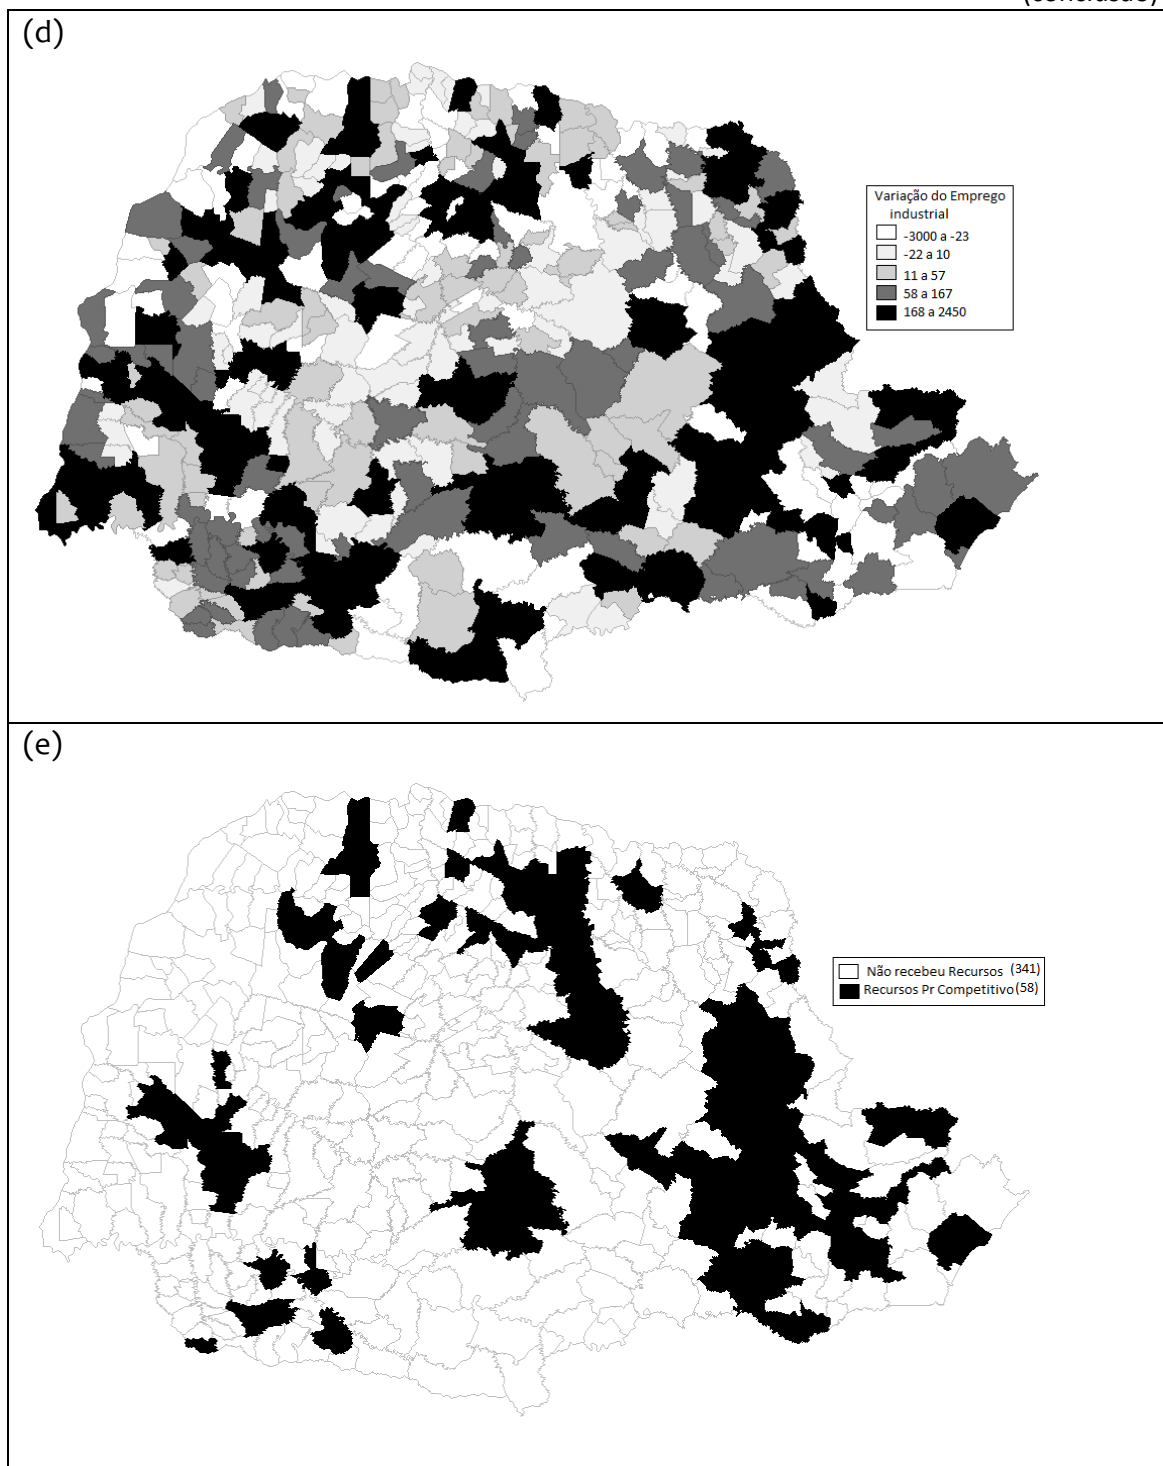 (conclusão)
(d)
Variação do Emprego
industrial
-3000 a -23
-22 a 10
11 a 57
58 a 167
168 a 2450
(e)
Não recebeu Recursos (341)
Recursos Pr Competitivo (58)